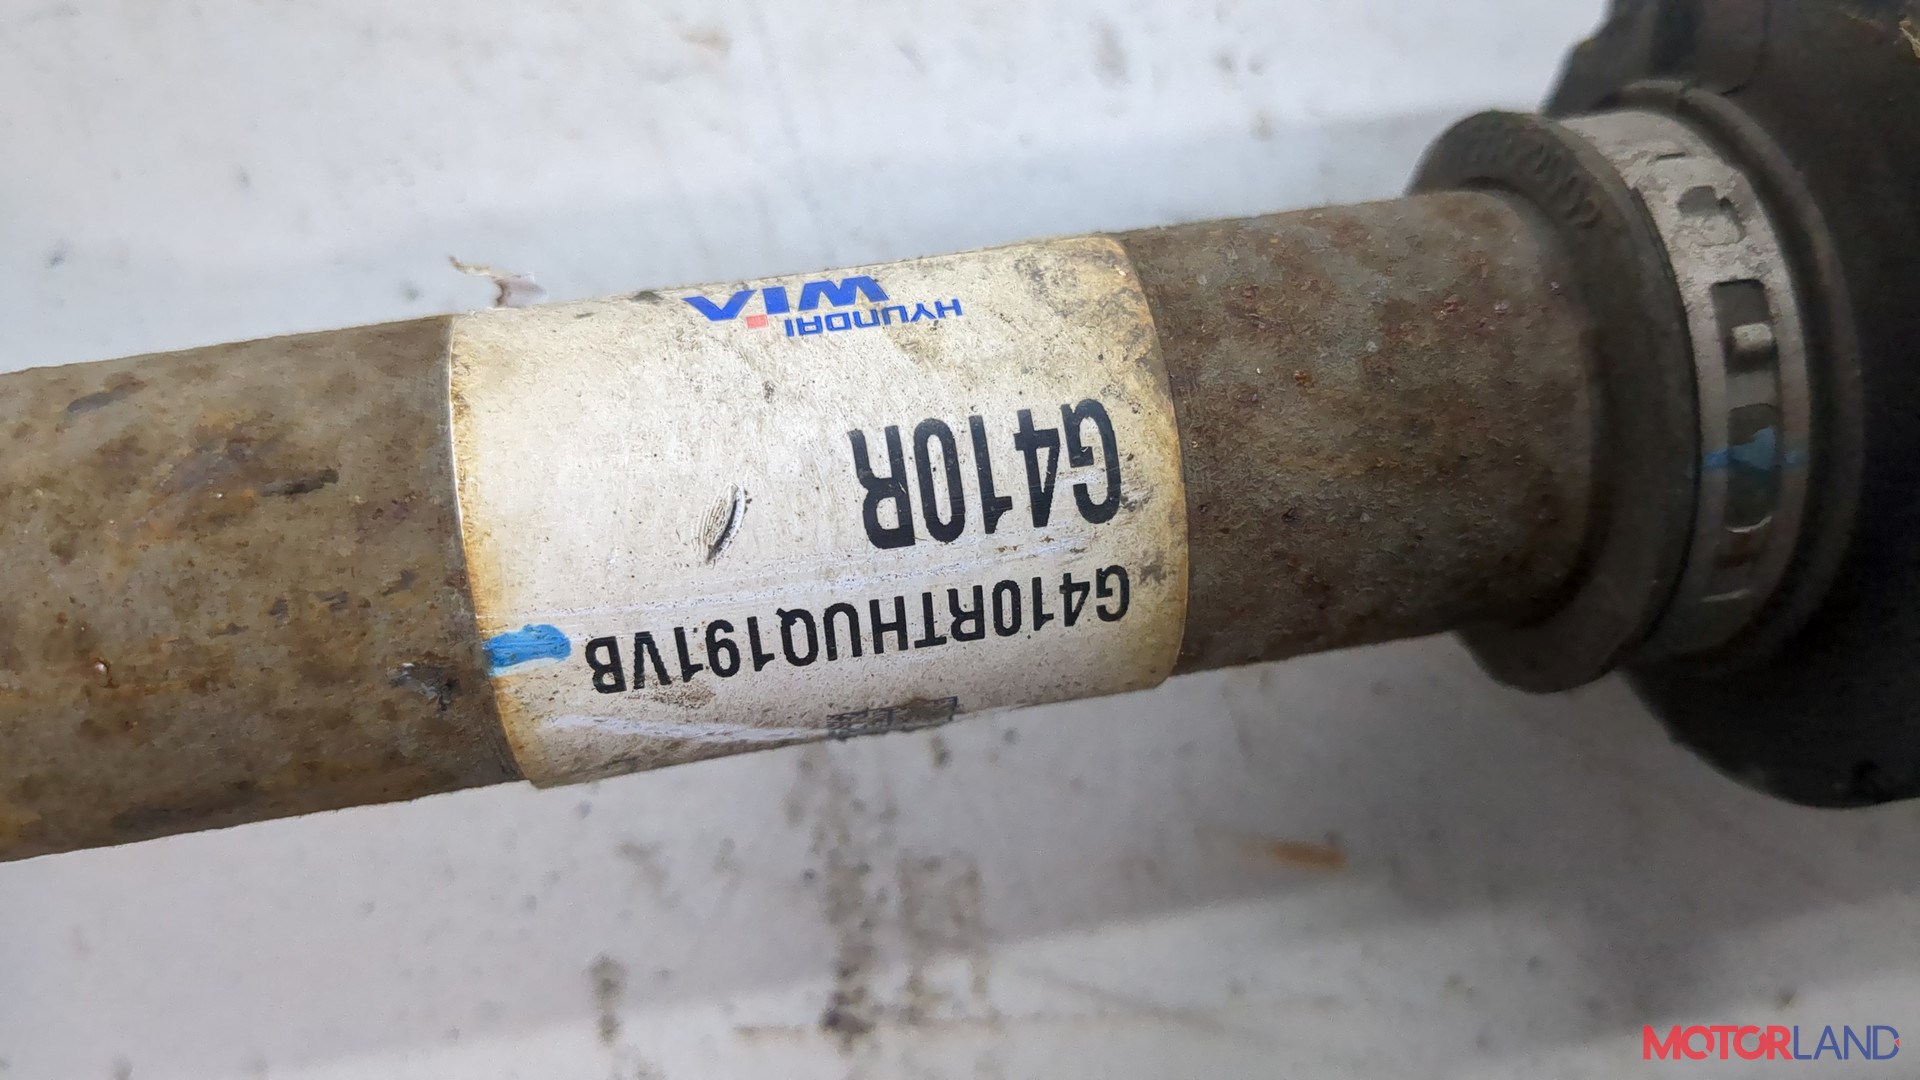 HYUNDAI
WIA
G410R
G410RTHUQ191VB
MOTORLAND